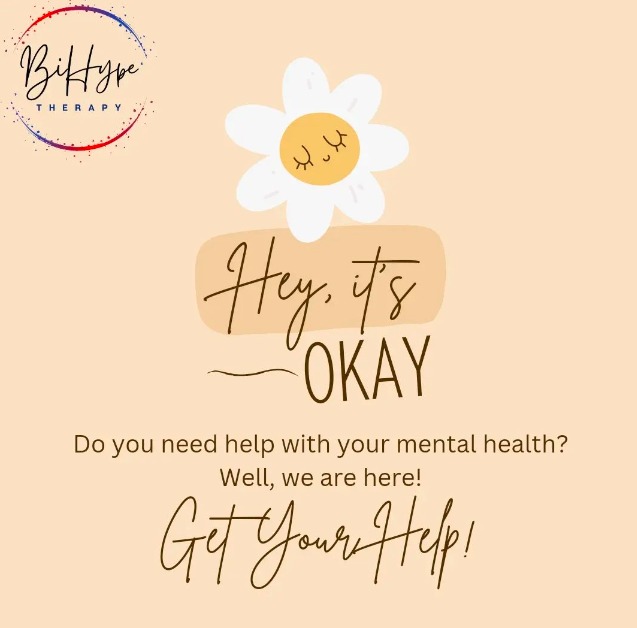 BiHype
THERAPY
Hey, it's
OKAY
Do you need help with your mental health?
Well, we are here!
Get Your Help!